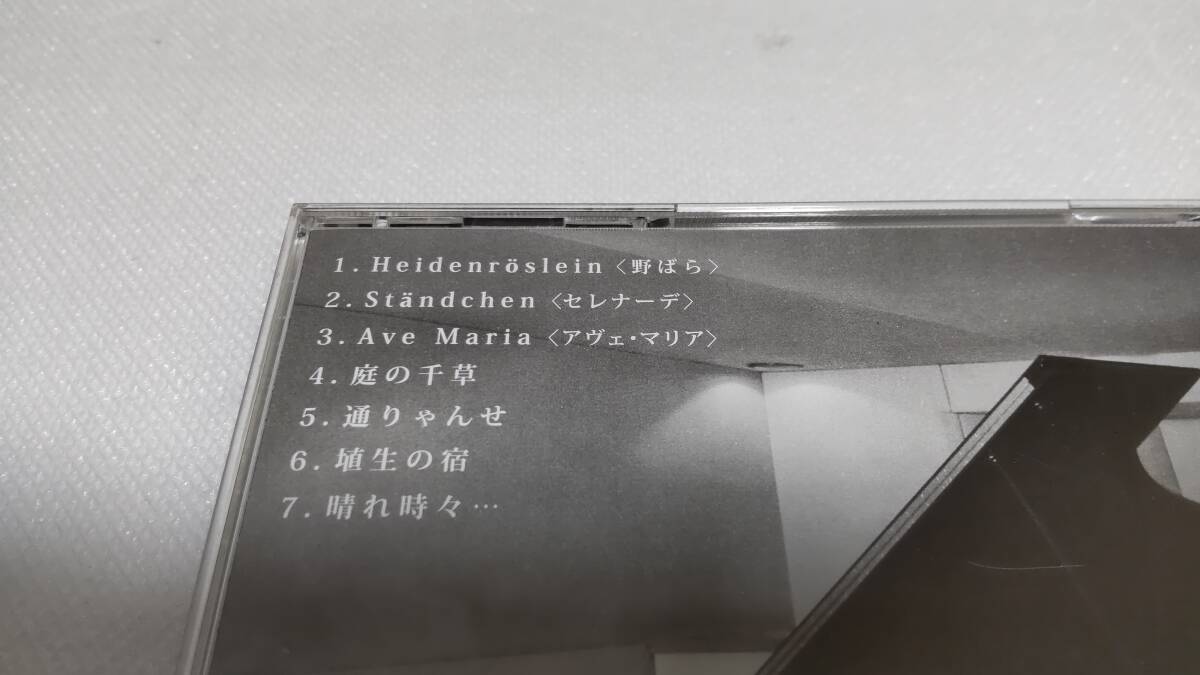 1. Heidenröslein〈野ばら〉
2. Ständchen〈セレナーデ〉
3. Ave Maria〈アヴェ・マリア〉
4. 庭の千草
5. 通りゃんせ
6. 埴生の宿
7. 晴れ時々…